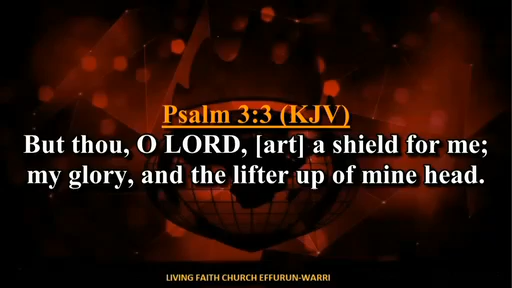 Psalm 3:3 (KJV)
But thou, O LORD, [art] a shield for me;
my glory, and the lifter up of mine head.
LIVING FAITH CHURCH EFFURUN-WARRI